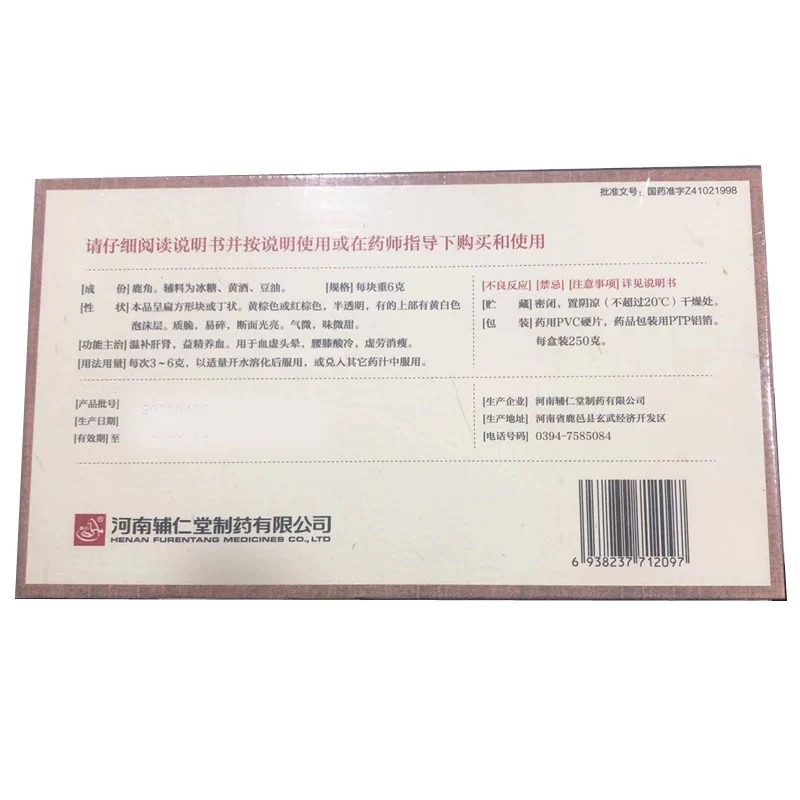 批准文号：国药准字Z41021998
请仔细阅读说明书并按说明使用或在药师指导下购买和使用
[成　份] 鹿角。辅料为冰糖、黄酒、豆油。 [规格] 每块重6克
[性　状] 本品呈扁方形块或丁状。黄棕色或红棕色，半透明，有的上部有黄白色
泡沫层。质脆，易碎，断面光亮。气微，味微甜。
[功能主治] 温补肝肾，益精养血。用于血虚头晕，腰膝酸冷，虚劳消瘦。
[用法用量] 每次3～6克，以适量开水溶化后服用，或兑入其它药汁中服用。
[不良反应] [禁忌] [注意事项] 详见说明书
[贮　藏] 密闭，置阴凉（不超过20℃）干燥处。
[包　装] 药用PVC硬片，药品包装用PTP铝箔。
每盒装250克。
[产品批号]
[生产日期]
[有效期] 至
[生产企业] 河南辅仁堂制药有限公司
[生产地址] 河南省鹿邑县玄武经济开发区
[电话号码] 0394-7585084
河南辅仁堂制药有限公司
HENAN FURENTANG MEDICINES CO., LTD
6 938237 712097